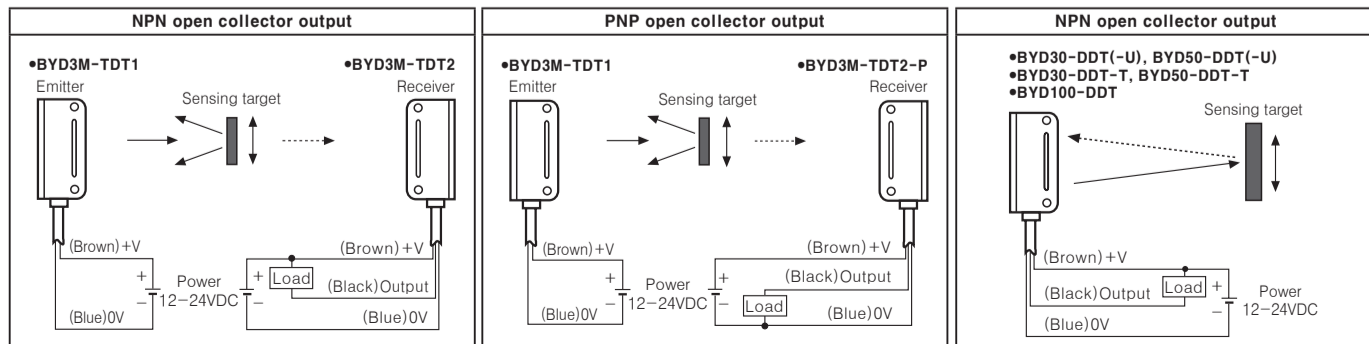 NPN open collector output
•BYD3M-TDT1
Emitter
•BYD3M-TDT2
Receiver
Sensing target
(Brown)+V
(Brown)+V
+
Power
12-24VDC
+
Load
−
−
(Black)Output
(Blue)0V
(Blue)0V
PNP open collector output
•BYD3M-TDT1
Emitter
•BYD3M-TDT2-P
Receiver
Sensing target
(Brown)+V
(Brown)+V
+
Power
12-24VDC
+
(Black)Output
−
−
Load
(Blue)0V
(Blue)0V
NPN open collector output
•BYD30-DDT(-U), BYD50-DDT(-U)
•BYD30-DDT-T, BYD50-DDT-T
•BYD100-DDT
Sensing target
(Brown)+V
(Black)Output
Load
+
−
Power
12-24VDC
(Blue)0V